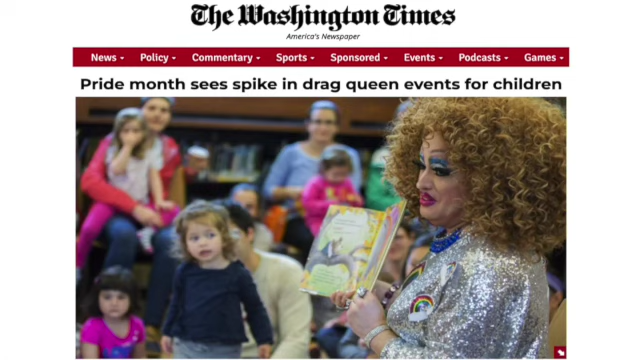 The Washington Times
America's Newspaper
News Policy Commentary Sports Sponsored Events Podcasts Games
Pride month sees spike in drag queen events for children